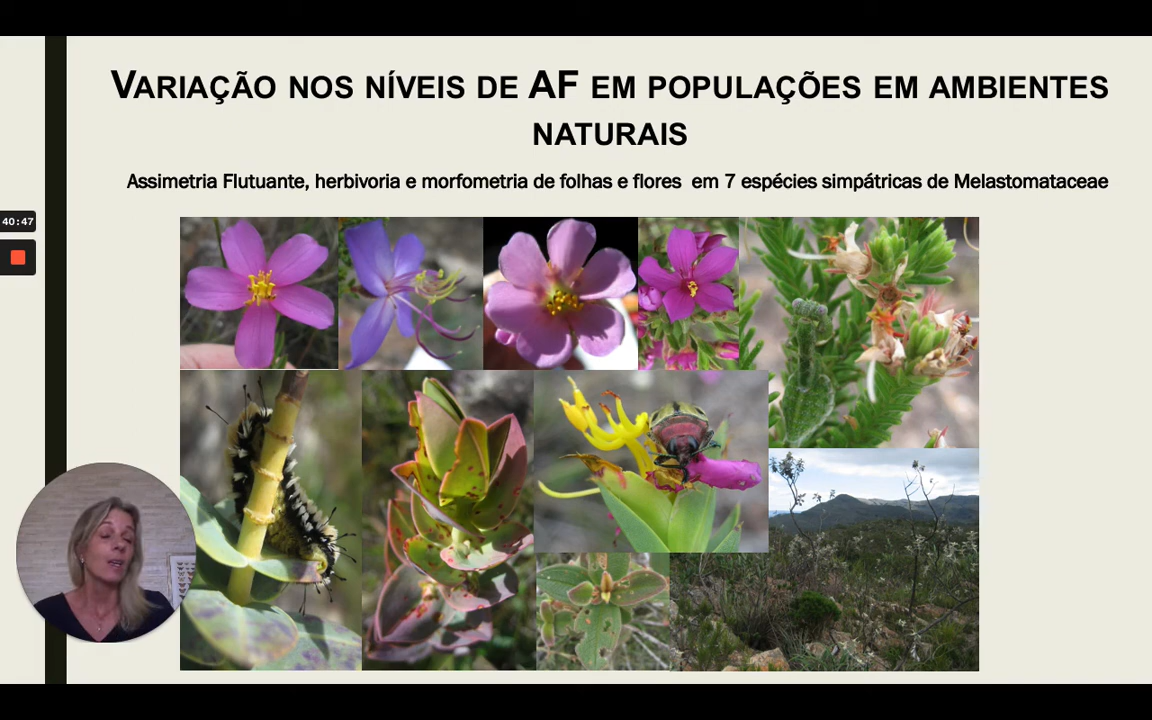 VARIAÇÃO NOS NÍVEIS DE AF EM POPULAÇÕES EM AMBIENTES
NATURAIS
Assimetria Flutuante, herbivoria e morfometria de folhas e flores em 7 espécies simpátricas de Melastomataceae
40:47